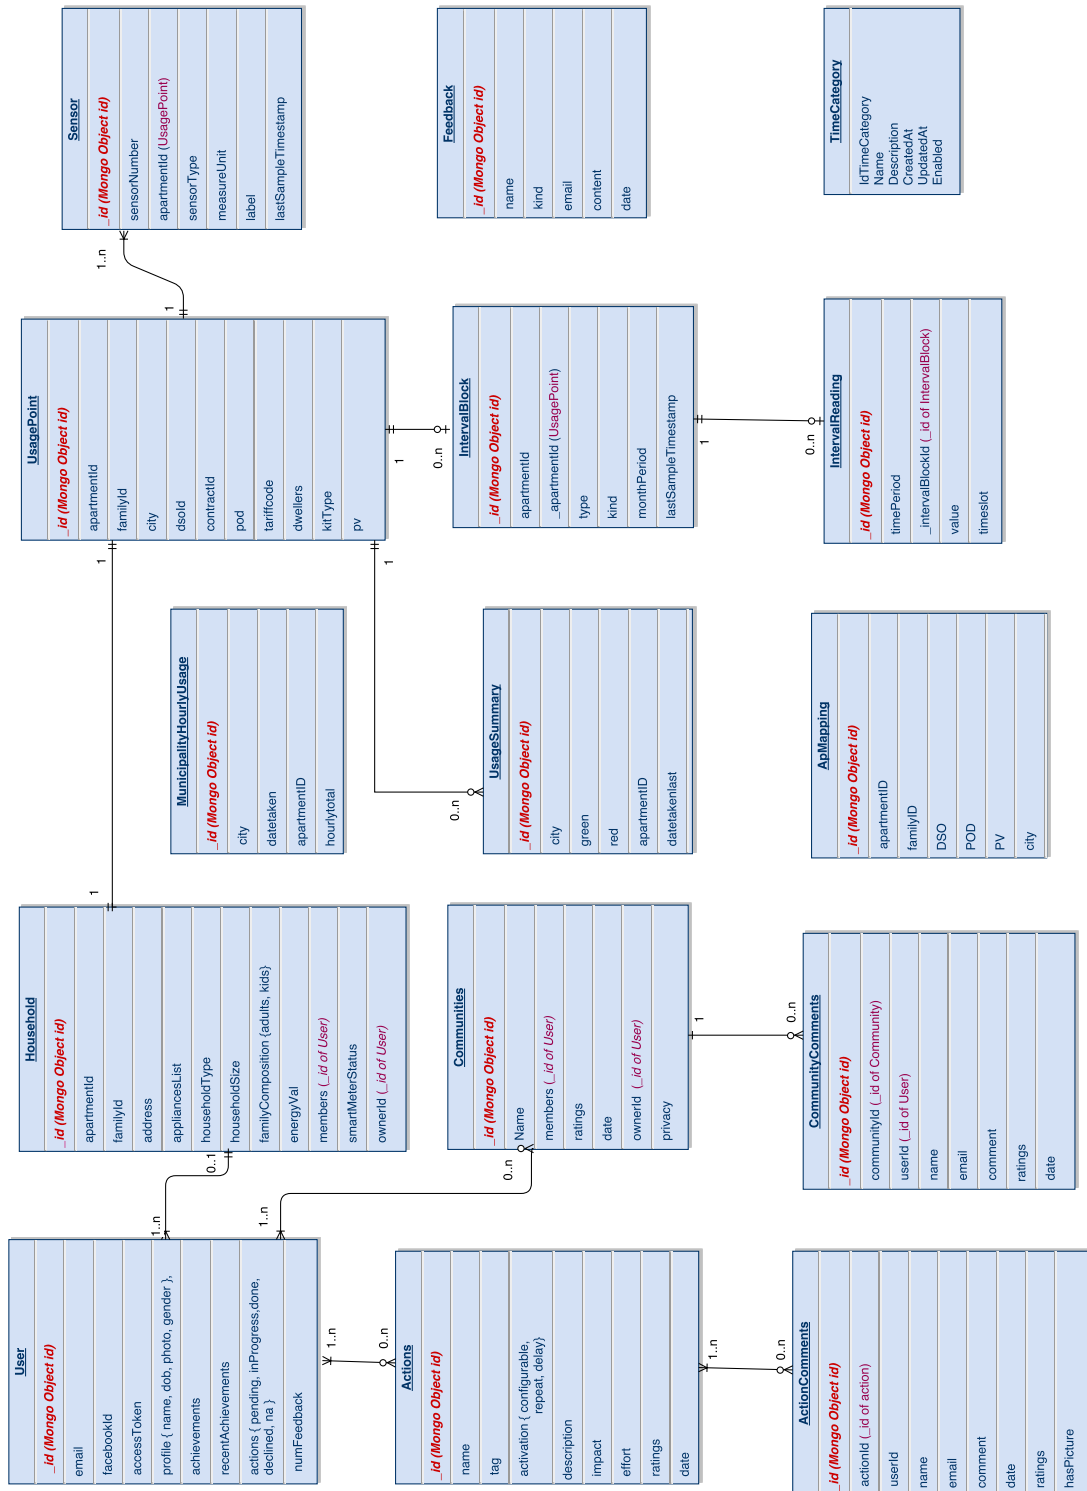 User
_id (Mongo Object id)
email
facebookId
accessToken
profile { name, dob, photo, gender },
achievements
recentAchievements
actions { pending, inProgress,done,
declined, na }
numFeedback
1..n
0..1
1..n
0..n
Household
_id (Mongo Object id)
apartmentId
familyId
address
appliancesList
householdType
householdSize
familyComposition {adults, kids}
energyVal
members (_id of User)
smartMeterStatus
ownerId (_id of User)
1
1
MunicipalityHourlyUsage
_id (Mongo Object id)
city
datetaken
apartmentID
hourlytotal
UsagePoint
_id (Mongo Object id)
apartmentId
familyId
city
dsoId
contractId
pod
tariffcode
dwellers
kitType
pv
1
1..n
Sensor
_id (Mongo Object id)
sensorNumber
apartmentId (UsagePoint)
sensorType
measureUnit
label
lastSampleTimestamp
1..n
0..n
1
0..n
1
0..n
Actions
_id (Mongo Object id)
name
tag
activation { configurable,
repeat, delay}
description
impact
effort
ratings
date
Communities
_id (Mongo Object id)
Name
members (_id of User)
ratings
date
ownerId (_id of User)
privacy
UsageSummary
_id (Mongo Object id)
city
green
red
apartmentID
datetakenlast
IntervalBlock
_id (Mongo Object id)
apartmentId
_apartmentId (UsagePoint)
type
kind
monthPeriod
lastSampleTimestamp
Feedback
_id (Mongo Object id)
name
kind
email
content
date
1..n
0..n
1
0..n
1
0..n
ActionComments
_id (Mongo Object id)
actionId (_id of action)
userId
name
email
comment
date
ratings
hasPicture
CommunityComments
_id (Mongo Object id)
communityId (_id of Community)
userId (_id of User)
name
email
comment
ratings
date
ApMapping
_id (Mongo Object id)
apartmentID
familyID
DSO
POD
PV
city
IntervalReading
_id (Mongo Object id)
timePeriod
_intervalBlockId (_id of IntervalBlock)
value
timeslot
TimeCategory
IdTimeCategory
Name
Description
CreatedAt
UpdatedAt
Enabled